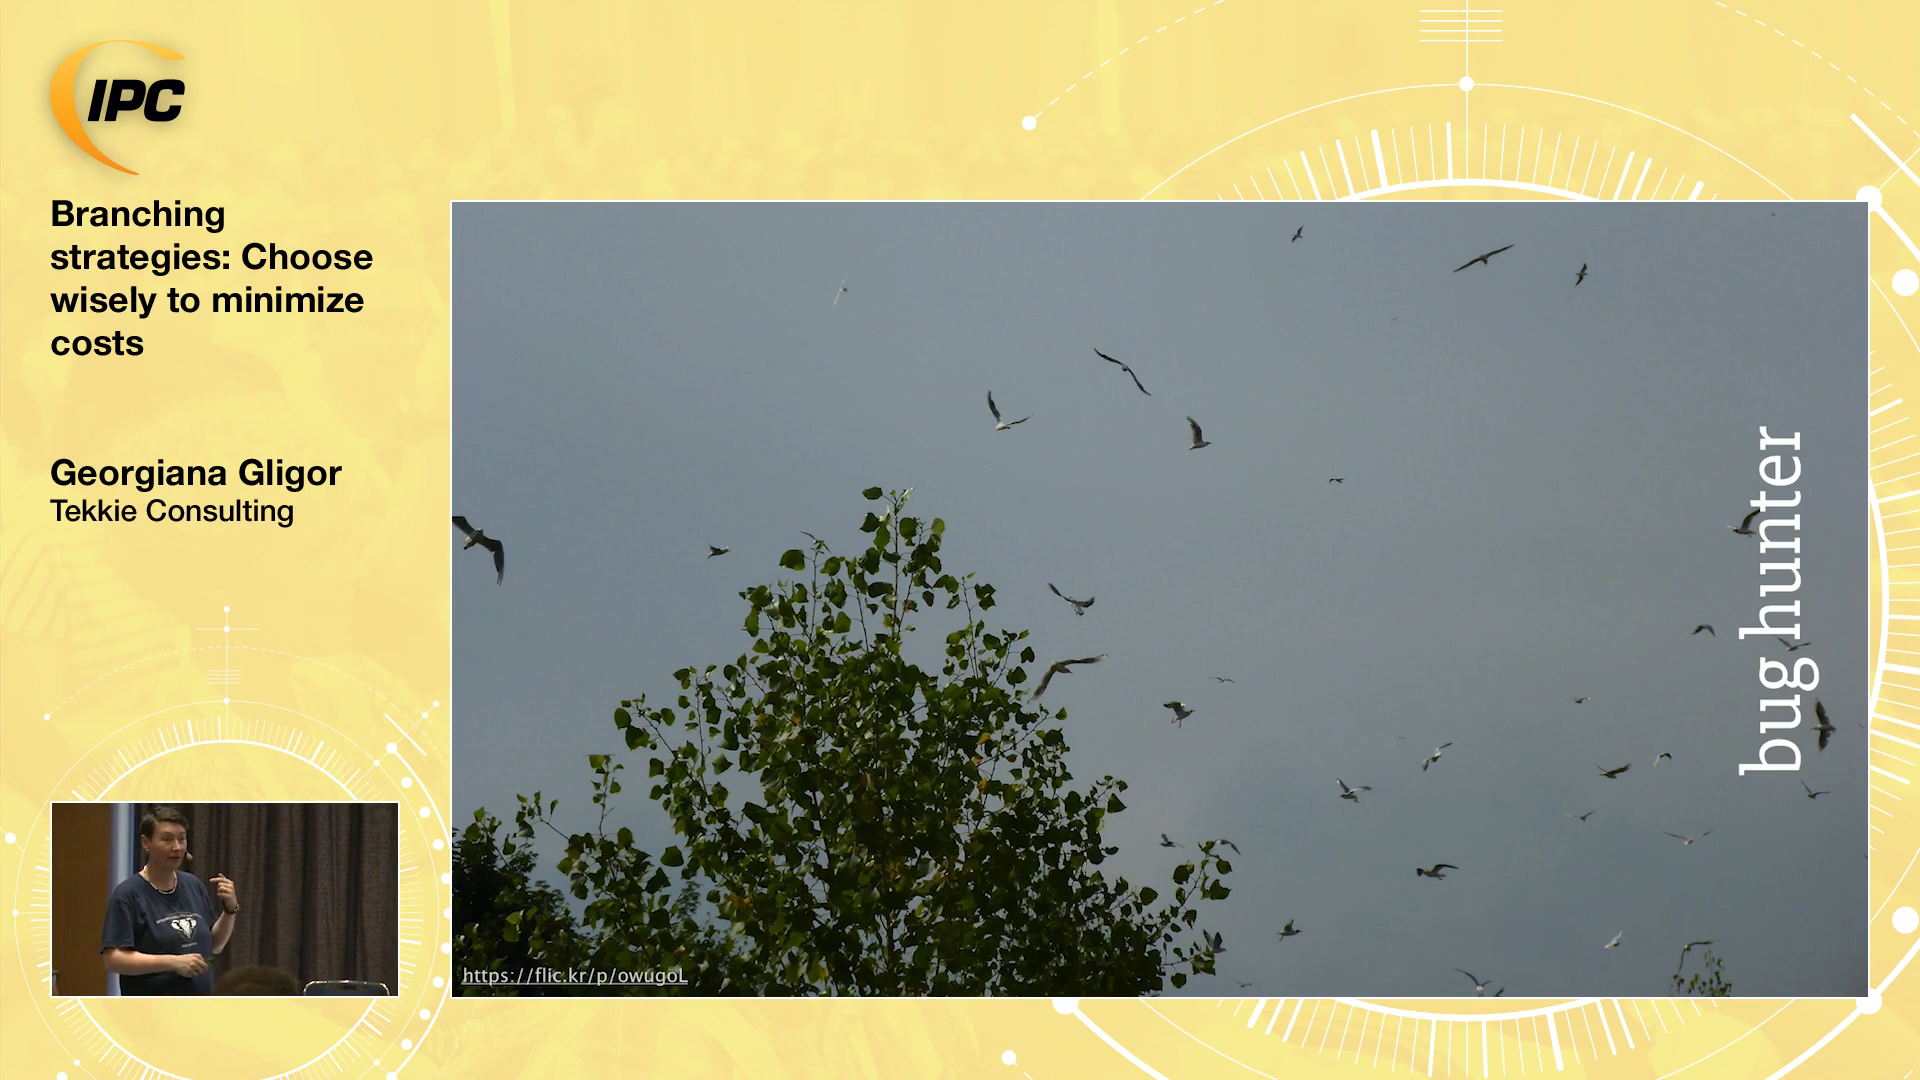 IPC
Branching
strategies: Choose
wisely to minimize
costs
Georgiana Gligor
Tekkie Consulting
bug hunter
https://flic.kr/p/owugoL